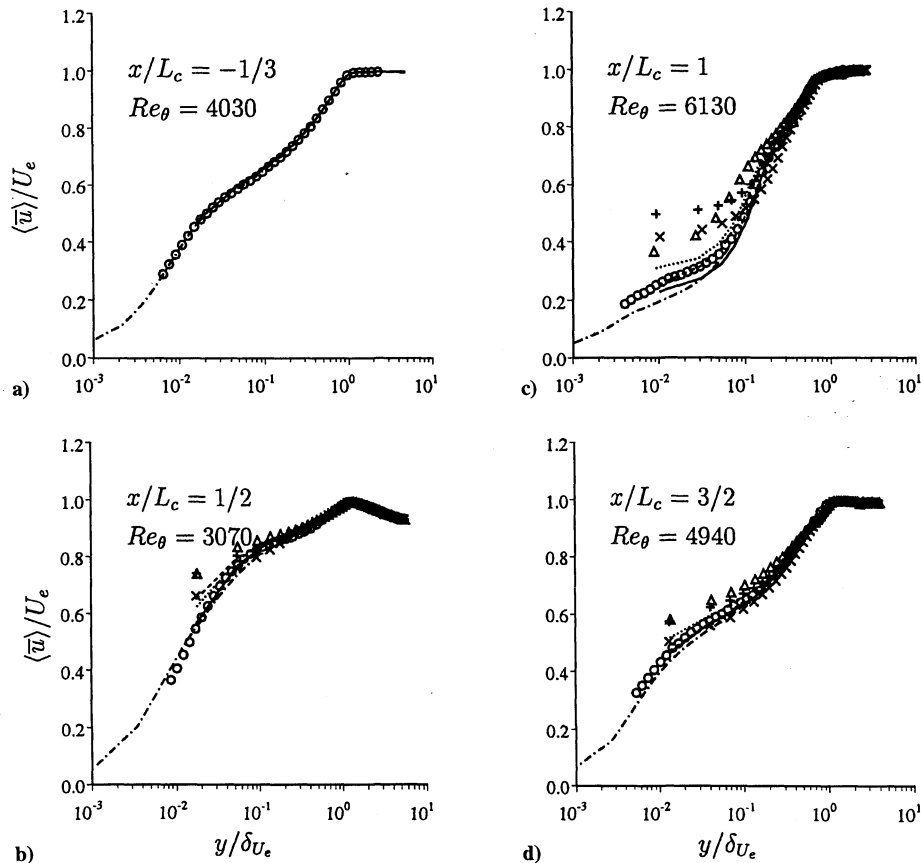 1.2
1.0
0.8
0.6
0.4
0.2
0.0
⟨u̅⟩/U_e
x/L_c = −1/3
Re_θ = 4030
10^-3 10^-2 10^-1 10^0 10^1
a)
1.2
1.0
0.8
0.6
0.4
0.2
0.0
x/L_c = 1
Re_θ = 6130
10^-3 10^-2 10^-1 10^0 10^1
c)
1.2
1.0
0.8
0.6
0.4
0.2
0.0
⟨u̅⟩/U_e
x/L_c = 1/2
Re_θ = 3070
10^-3 10^-2 10^-1 10^0 10^1
y/δ_{U_e}
b)
1.2
1.0
0.8
0.6
0.4
0.2
0.0
x/L_c = 3/2
Re_θ = 4940
10^-3 10^-2 10^-1 10^0 10^1
y/δ_{U_e}
d)